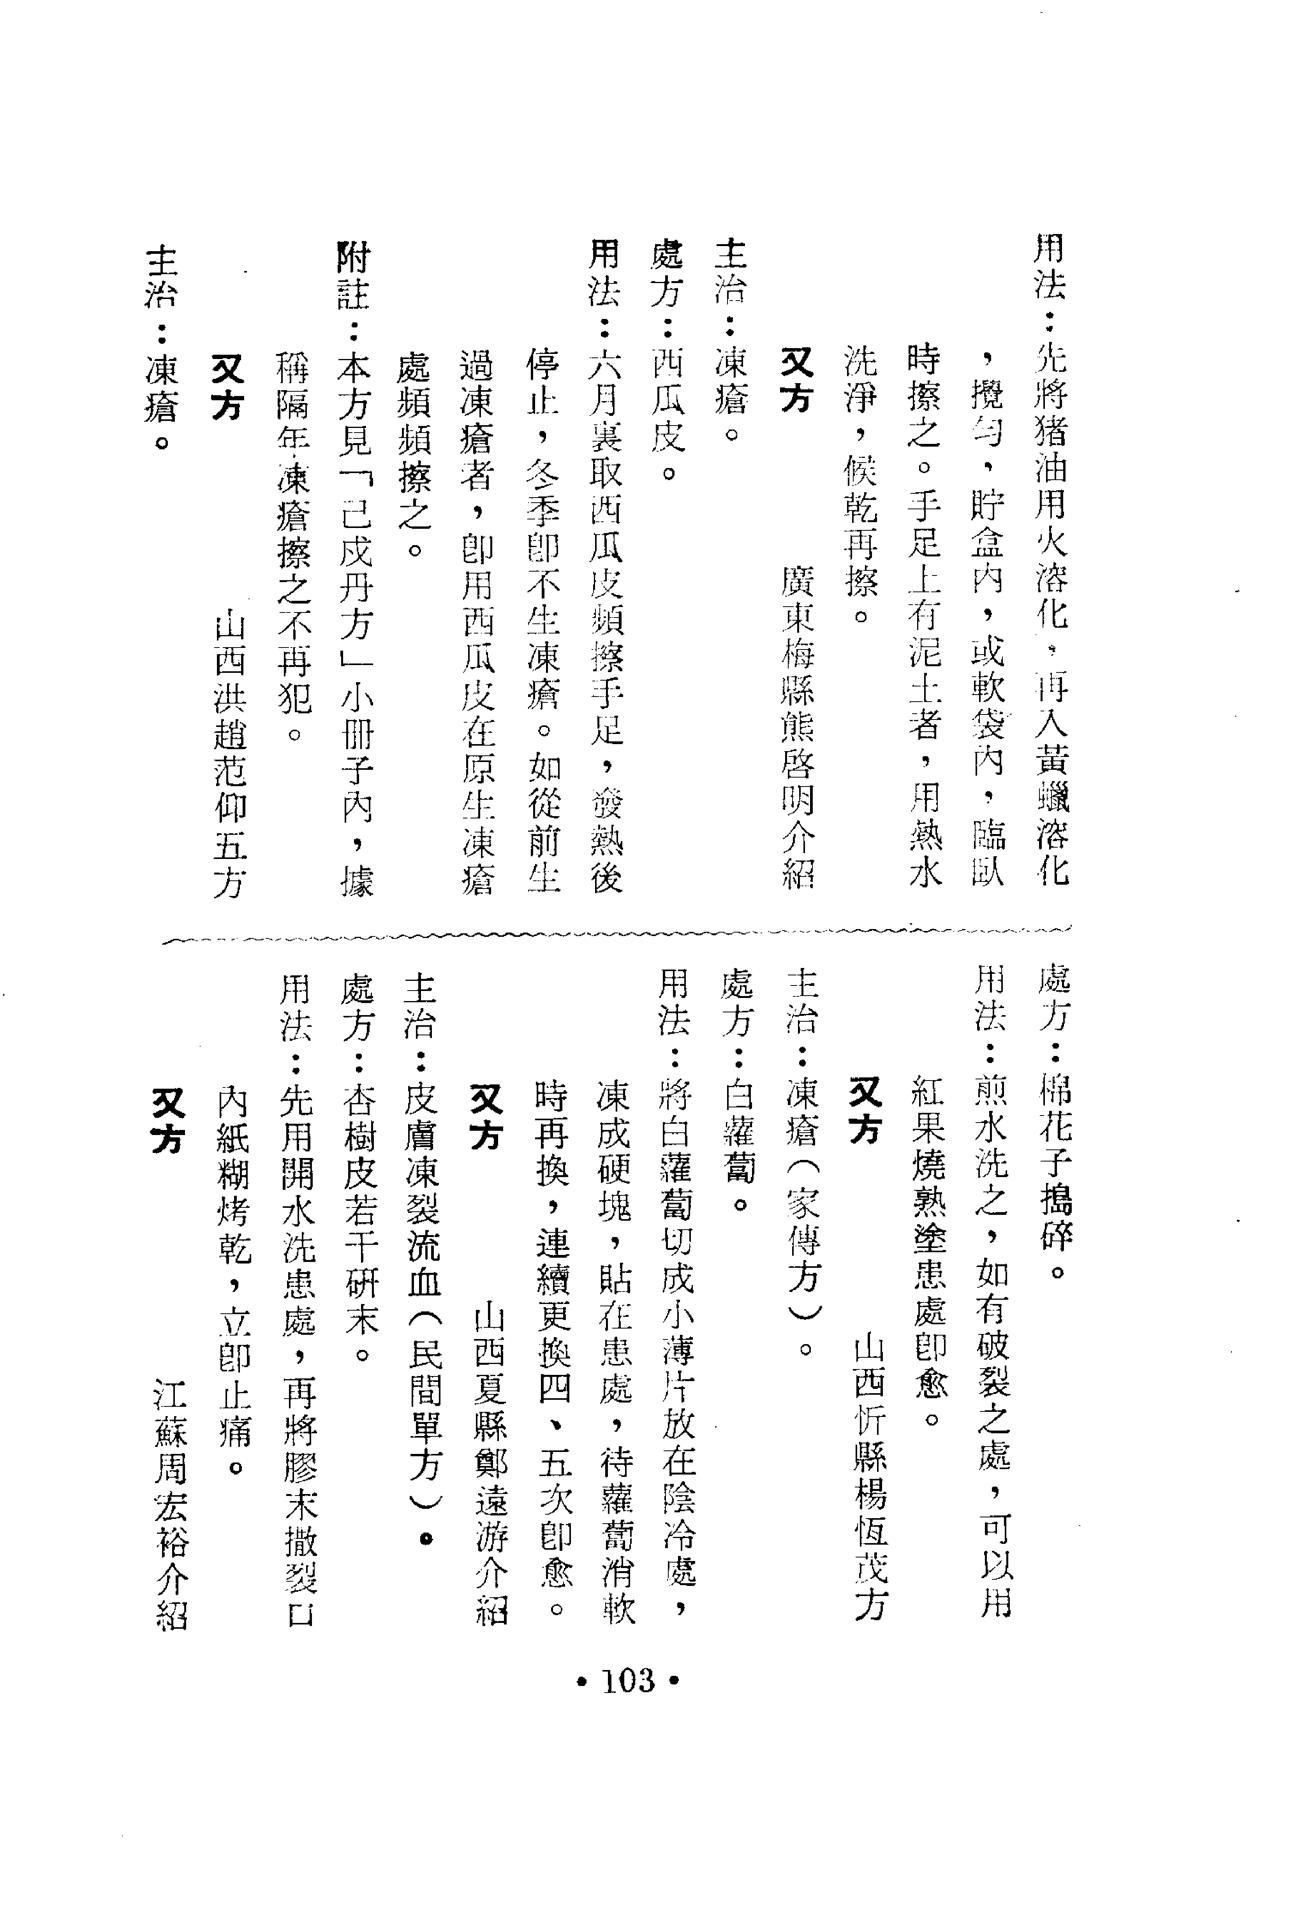 用法：先將猪油用火溶化，再入黃蠟溶化
，攪勻，貯盒内，或軟袋内，臨臥
時擦之。手足上有泥土者，用熱水
洗淨，候乾再擦。
又方　　廣東梅縣熊啓明介紹
主治：凍瘡。
處方：西瓜皮。
用法：六月裏取西瓜皮頻擦手足，發熱後
停止，冬季卽不生凍瘡。如從前生
過凍瘡者，卽用西瓜皮在原生凍瘡
處頻頻擦之。
附註：本方見「己戍丹方」小冊子內，據
稱隔年凍瘡擦之不再犯。
又方　　山西洪趙范仰五方
主治：凍瘡。
處方：棉花子搗碎。
用法：煎水洗之，如有破裂之處，可以用
紅果燒熟塗患處卽愈。
又方　　山西忻縣楊恆茂方
主治：凍瘡（家傳方）。
處方：白蘿蔔。
用法：將白蘿蔔切成小薄片放在陰冷處，
凍成硬塊，貼在患處，待蘿蔔消軟
時再換，連續更換四、五次卽愈。
又方　　山西夏縣鄭遠游介紹
主治：皮膚凍裂流血（民間單方）。
處方：杏樹皮若干研末。
用法：先用開水洗患處，再將膠末撒裂口
內紙糊烤乾，立卽止痛。
又方　　江蘇周宏裕介紹
• 103 •